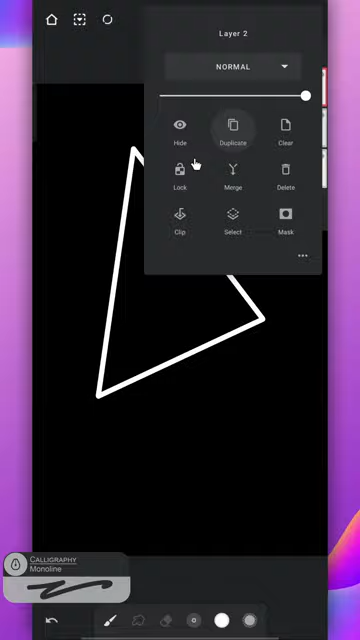 Layer 2
NORMAL
Hide Duplicate Clear
Lock Merge Delete
Clip Select Mask
CALLIGRAPHY
Monoline